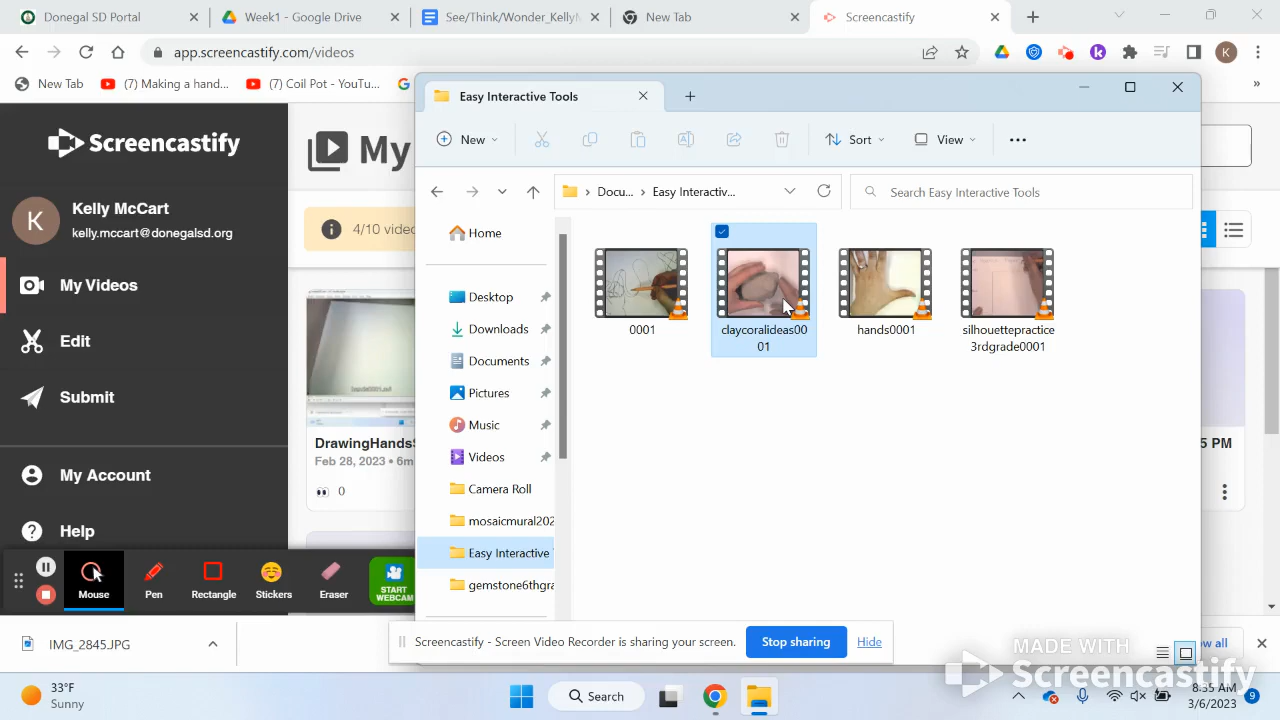 Donegal SD Portal
Week1 - Google Drive
See/Think/Wonder_KellyM
New Tab
Screencastify
app.screencastify.com/videos
K
New Tab
(7) Making a hand...
(7) Coil Pot - YouTu...
»
Screencastify
My
K
Kelly McCart
kelly.mccart@donegalsd.org
4/10 video
My Videos
Edit
Submit
My Account
Help
DrawingHandsS
Feb 28, 2023 • 6m
0
5 PM
Easy Interactive Tools
New
Sort
View
Docu...
Easy Interactiv...
Search Easy Interactive Tools
Home
Desktop
Downloads
Documents
Pictures
Music
Videos
Camera Roll
mosaicmural202
Easy Interactive
gemstone6thgra
0001
claycoralideas00
01
hands0001
silhouettepractice
3rdgrade0001
Mouse
Pen
Rectangle
Stickers
Eraser
START
WEBCAM
Screencastify - Screen Video Recorder is sharing your screen.
Stop sharing
Hide
IMG_2845.JPG
ow all
MADE WITH
Screencastify
33°F
Sunny
Search
8:35 AM
3/6/2023
9